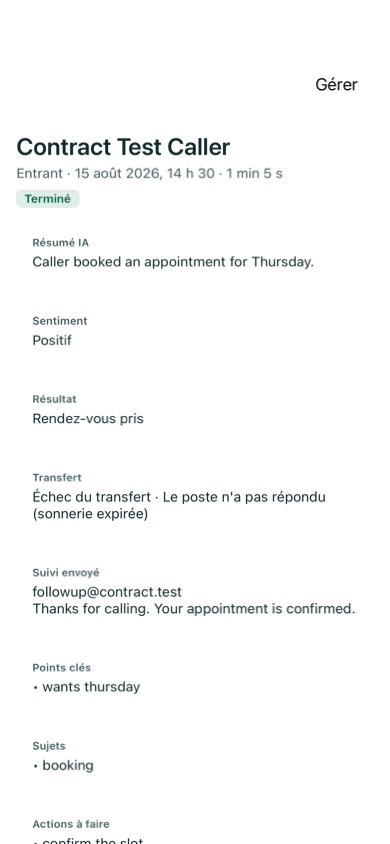 Gérer
Contract Test Caller
Entrant · 15 août 2026, 14 h 30 · 1 min 5 s
Terminé
Résumé IA
Caller booked an appointment for Thursday.
Sentiment
Positif
Résultat
Rendez-vous pris
Transfert
Échec du transfert · Le poste n'a pas répondu
(sonnerie expirée)
Suivi envoyé
followup@contract.test
Thanks for calling. Your appointment is confirmed.
Points clés
• wants thursday
Sujets
• booking
Actions à faire
• confirm the slot